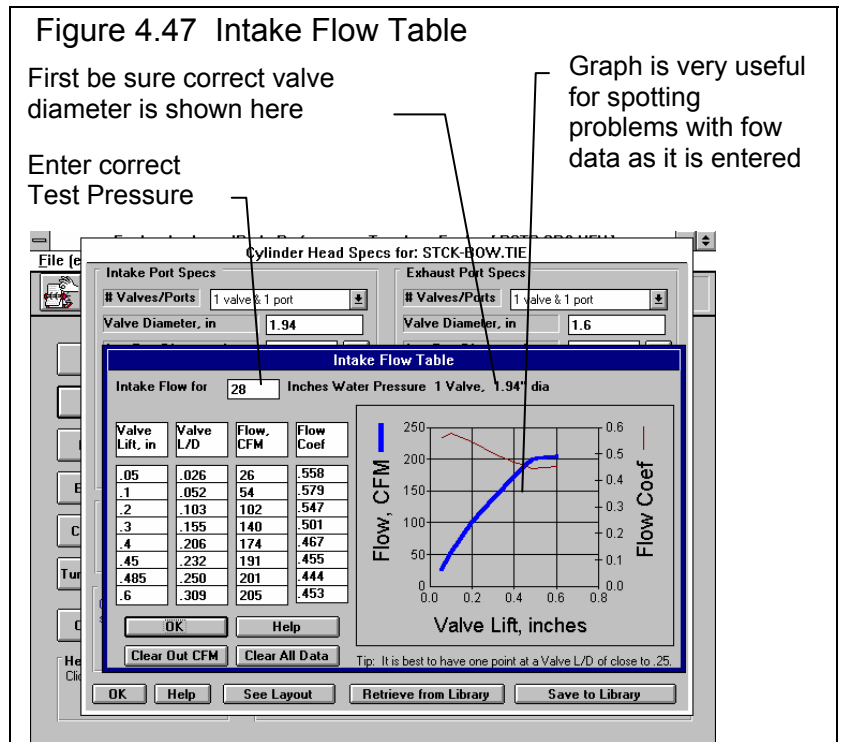 Figure 4.47 Intake Flow Table
First be sure correct valve
diameter is shown here
Graph is very useful
for spotting
problems with fow
data as it is entered
Enter correct
Test Pressure
File (e
Cylinder Head Specs for: STCK-BOW.TIE
Intake Port Specs
# Valves/Ports 1 valve & 1 port
Valve Diameter, in 1.94
Exhaust Port Specs
# Valves/Ports 1 valve & 1 port
Valve Diameter, in 1.6
Intake Flow Table
Intake Flow for 28 Inches Water Pressure 1 Valve, 1.94" dia
Valve Lift, in Valve L/D Flow, CFM Flow Coef
.05 .026 26 .558
.1 .052 54 .579
.2 .103 102 .547
.3 .155 140 .501
.4 .206 174 .467
.45 .232 191 .455
.485 .250 201 .444
.6 .309 205 .453
OK Help
Clear Out CFM Clear All Data
Flow, CFM
250
200
150
100
50
0
0.6
0.5
0.4
0.3
0.2
0.1
0.0
Flow Coef
0.0 0.2 0.4 0.6 0.8
Valve Lift, inches
Tip: It is best to have one point at a Valve L/D of close to .25.
E
C
Tur
C
He
Clic
OK Help See Layout Retrieve from Library Save to Library